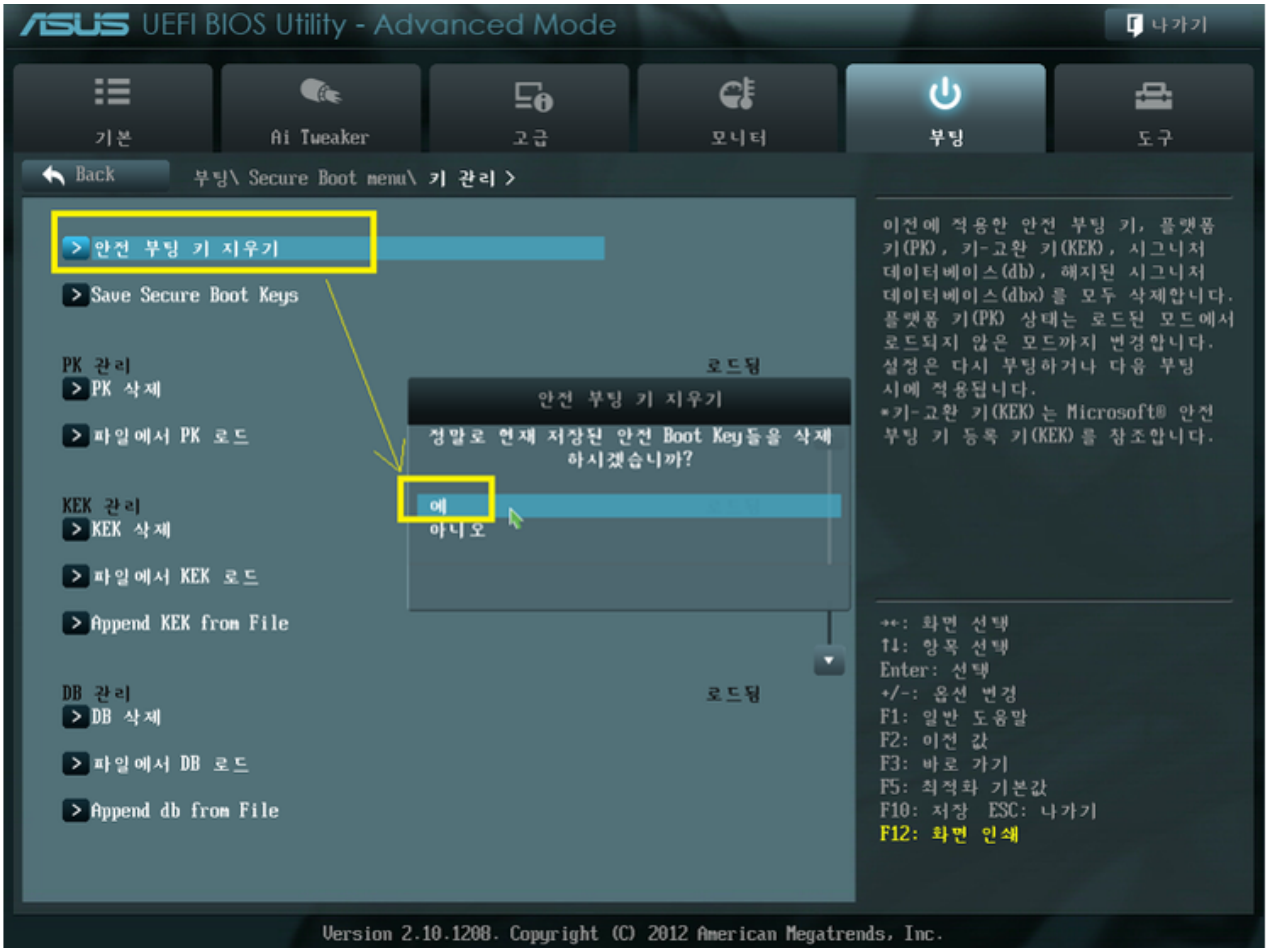 ASUS UEFI BIOS Utility - Advanced Mode
나가기
기본
Ai Tweaker
고급
모니터
부팅
도구
Back
부팅\ Secure Boot menu\ 키 관리 >
> 안전 부팅 키 지우기
> Save Secure Boot Keys
PK 관리 로드됨
> PK 삭제
> 파일에서 PK 로드
KEK 관리 로드됨
> KEK 삭제
> 파일에서 KEK 로드
> Append KEK from File
DB 관리 로드됨
> DB 삭제
> 파일에서 DB 로드
> Append db from File
안전 부팅 키 지우기
정말로 현재 저장된 안전 Boot Key들을 삭제
하시겠습니까?
예
아니오
이전에 적용한 안전 부팅 키, 플랫폼
키(PK), 키-교환 키(KEK), 시그니처
데이터베이스(db), 해지된 시그니처
데이터베이스(dbx)를 모두 삭제합니다.
플랫폼 키(PK) 상태는 로드된 모드에서
로드되지 않은 모드까지 변경합니다.
설정은 다시 부팅하거나 다음 부팅
시에 적용됩니다.
*키-교환 키(KEK)는 Microsoft® 안전
부팅 키 등록 키(KEK)를 참조합니다.
→←: 화면 선택
↑↓: 항목 선택
Enter: 선택
+/-: 옵션 변경
F1: 일반 도움말
F2: 이전 값
F3: 바로 가기
F5: 최적화 기본값
F10: 저장 ESC: 나가기
F12: 화면 인쇄
Version 2.10.1208. Copyright (C) 2012 American Megatrends, Inc.